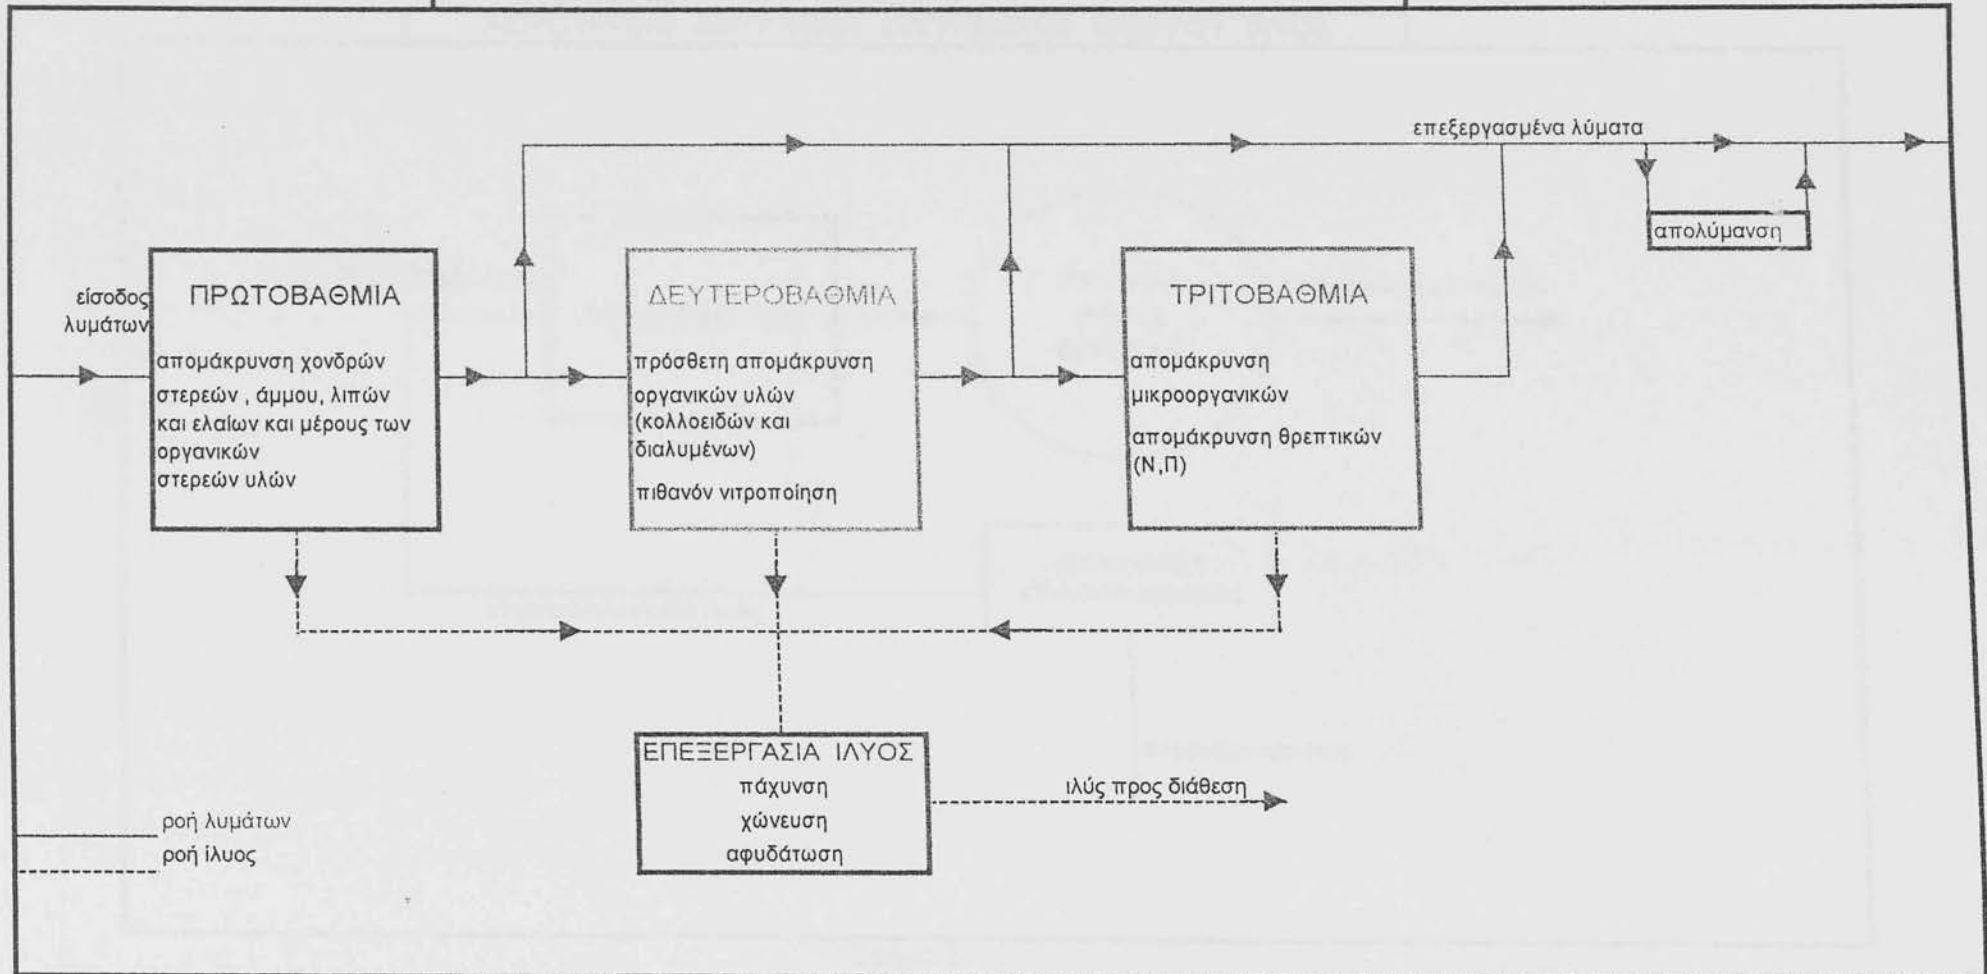 επεξεργασμένα λύματα
απολύμανση
είσοδος
λυμάτων
ΠΡΩΤΟΒΑΘΜΙΑ
απομάκρυνση χονδρών
στερεών , άμμου, λιπών
και ελαίων και μέρους των
οργανικών
στερεών υλών
ΔΕΥΤΕΡΟΒΑΘΜΙΑ
πρόσθετη απομάκρυνση
οργανικών υλών
(κολλοειδών και
διαλυμένων)
πιθανόν νιτροποίηση
ΤΡΙΤΟΒΑΘΜΙΑ
απομάκρυνση
μικροοργανικών
απομάκρυνση θρεπτικών
(Ν,Π)
ΕΠΕΞΕΡΓΑΣΙΑ ΙΛΥΟΣ
πάχυνση
χώνευση
αφυδάτωση
ιλύς προς διάθεση
ροή λυμάτων
ροή ίλυος